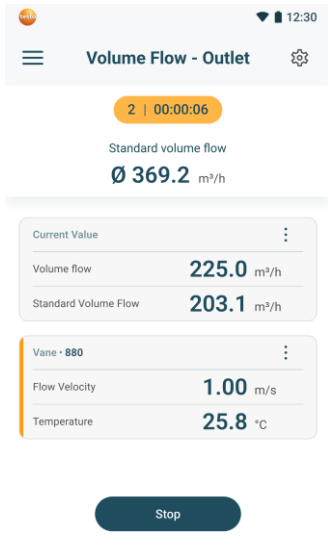 testo
12:30
Volume Flow - Outlet
2 | 00:00:06
Standard volume flow
Ø 369.2 m³/h
Current Value
Volume flow 225.0 m³/h
Standard Volume Flow 203.1 m³/h
Vane • 880
Flow Velocity 1.00 m/s
Temperature 25.8 °C
Stop